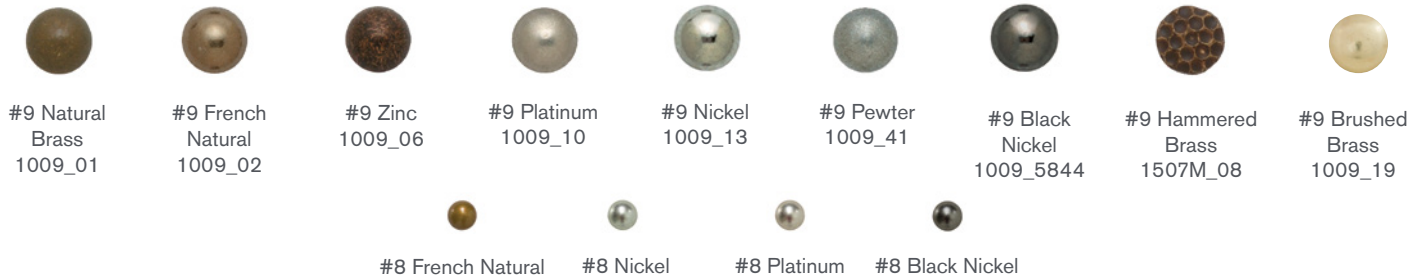 #9 Natural
Brass
1009_01
#9 French
Natural
1009_02
#9 Zinc
1009_06
#9 Platinum
1009_10
#9 Nickel
1009_13
#9 Pewter
1009_41
#9 Black
Nickel
1009_5844
#9 Hammered
Brass
1507M_08
#9 Brushed
Brass
1009_19
#8 French Natural
#8 Nickel
#8 Platinum
#8 Black Nickel